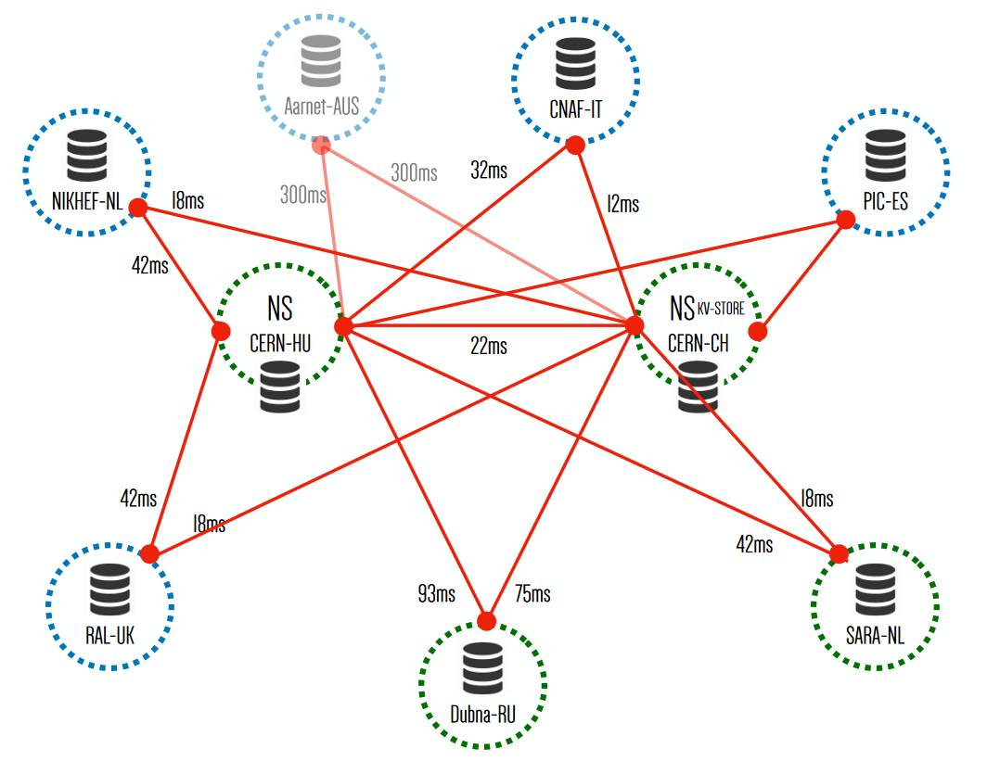 Aarnet-AUS
CNAF-IT
NIKHEF-NL
PIC-ES
18ms
300ms
300ms
32ms
12ms
42ms
NS
CERN-HU
NS KV-STORE
CERN-CH
22ms
42ms
18ms
18ms
42ms
RAL-UK
93ms
75ms
SARA-NL
Dubna-RU